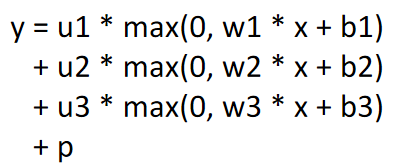 y = u1 * max(0, w1 * x + b1)
+ u2 * max(0, w2 * x + b2)
+ u3 * max(0, w3 * x + b3)
+ p